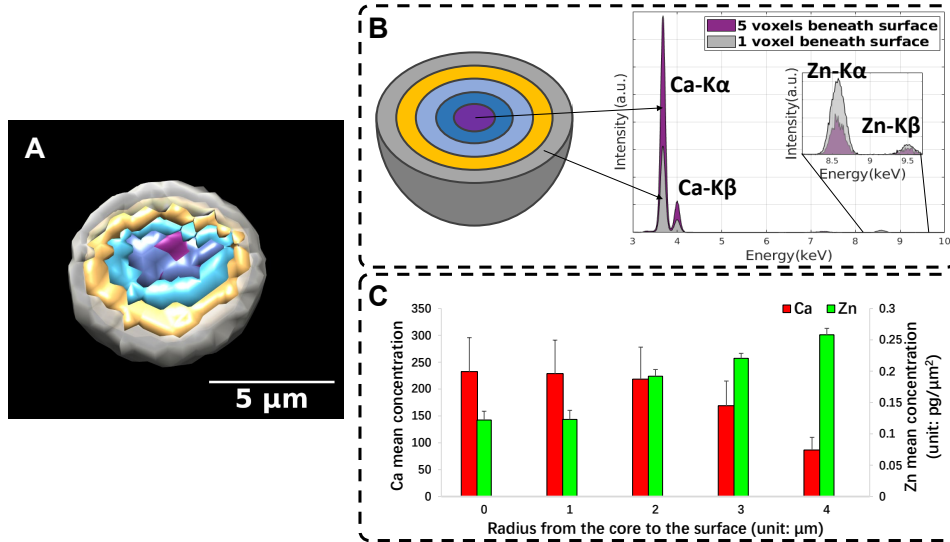 A
5 μm
B
5 voxels beneath surface
1 voxel beneath surface
Intensity(a.u.)
Ca-Kα
Ca-Kβ
3 4 5 6 7 8 9 10
Energy(keV)
Zn-Kα
Zn-Kβ
Intensity(a.u.)
8.5 9 9.5
Energy(keV)
C
Ca Zn
Ca mean concentration
350
300
250
200
150
100
50
0
0.3
0.25
0.2
0.15
0.1
0.05
0
Zn mean concentration
(unit: pg/μm²)
0 1 2 3 4
Radius from the core to the surface (unit: μm)